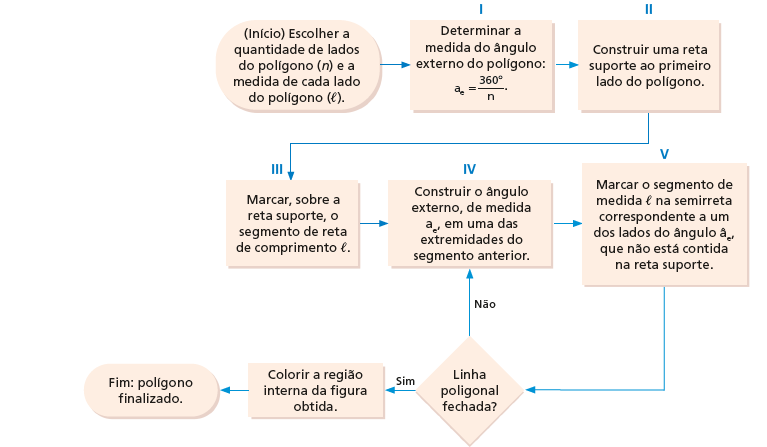 (Início) Escolher a
quantidade de lados
do polígono (n) e a
medida de cada lado
do polígono (ℓ).
I
Determinar a
medida do ângulo
externo do polígono:
aₑ = 360°/n.
II
Construir uma reta
suporte ao primeiro
lado do polígono.
III
Marcar, sobre a
reta suporte, o
segmento de reta
de comprimento ℓ.
IV
Construir o ângulo
externo, de medida
aₑ, em uma das
extremidades do
segmento anterior.
V
Marcar o segmento de
medida ℓ na semirreta
correspondente a um
dos lados do ângulo âₑ,
que não está contida
na reta suporte.
Não
Linha
poligonal
fechada?
Sim
Colorir a região
interna da figura
obtida.
Fim: polígono
finalizado.